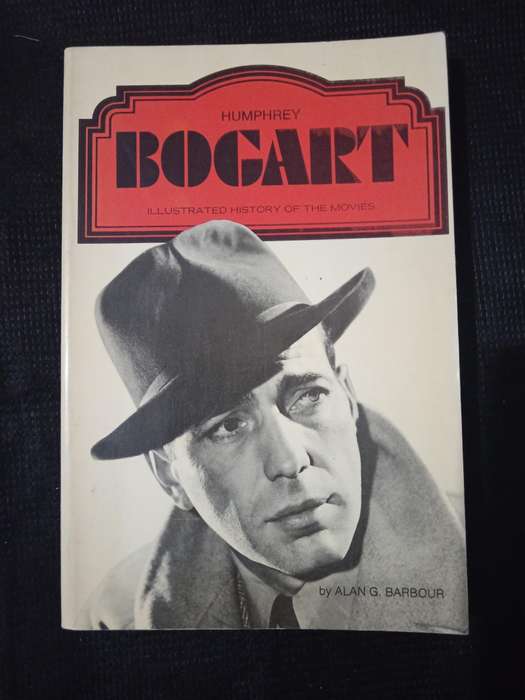 HUMPHREY
BOGART
ILLUSTRATED HISTORY OF THE MOVIES
by ALAN G. BARBOUR